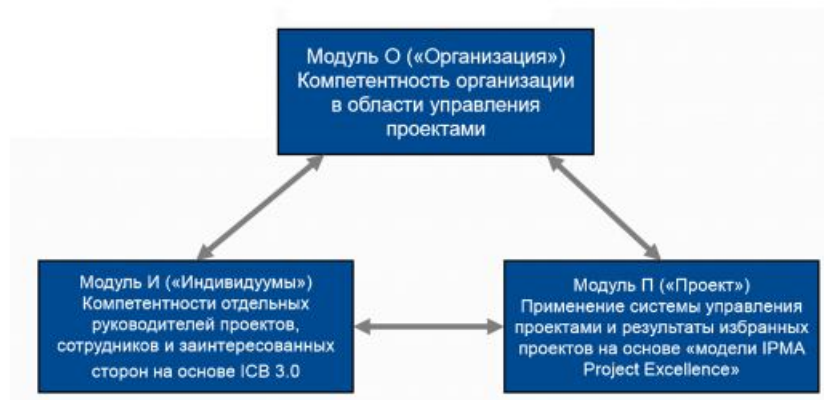 Модуль О («Организация»)
Компетентность организации
в области управления
проектами
Модуль И («Индивидуумы»)
Компетентности отдельных
руководителей проектов,
сотрудников и заинтересованных
сторон на основе ICB 3.0
Модуль П («Проект»)
Применение системы управления
проектами и результаты избранных
проектов на основе «модели IPMA
Project Excellence»